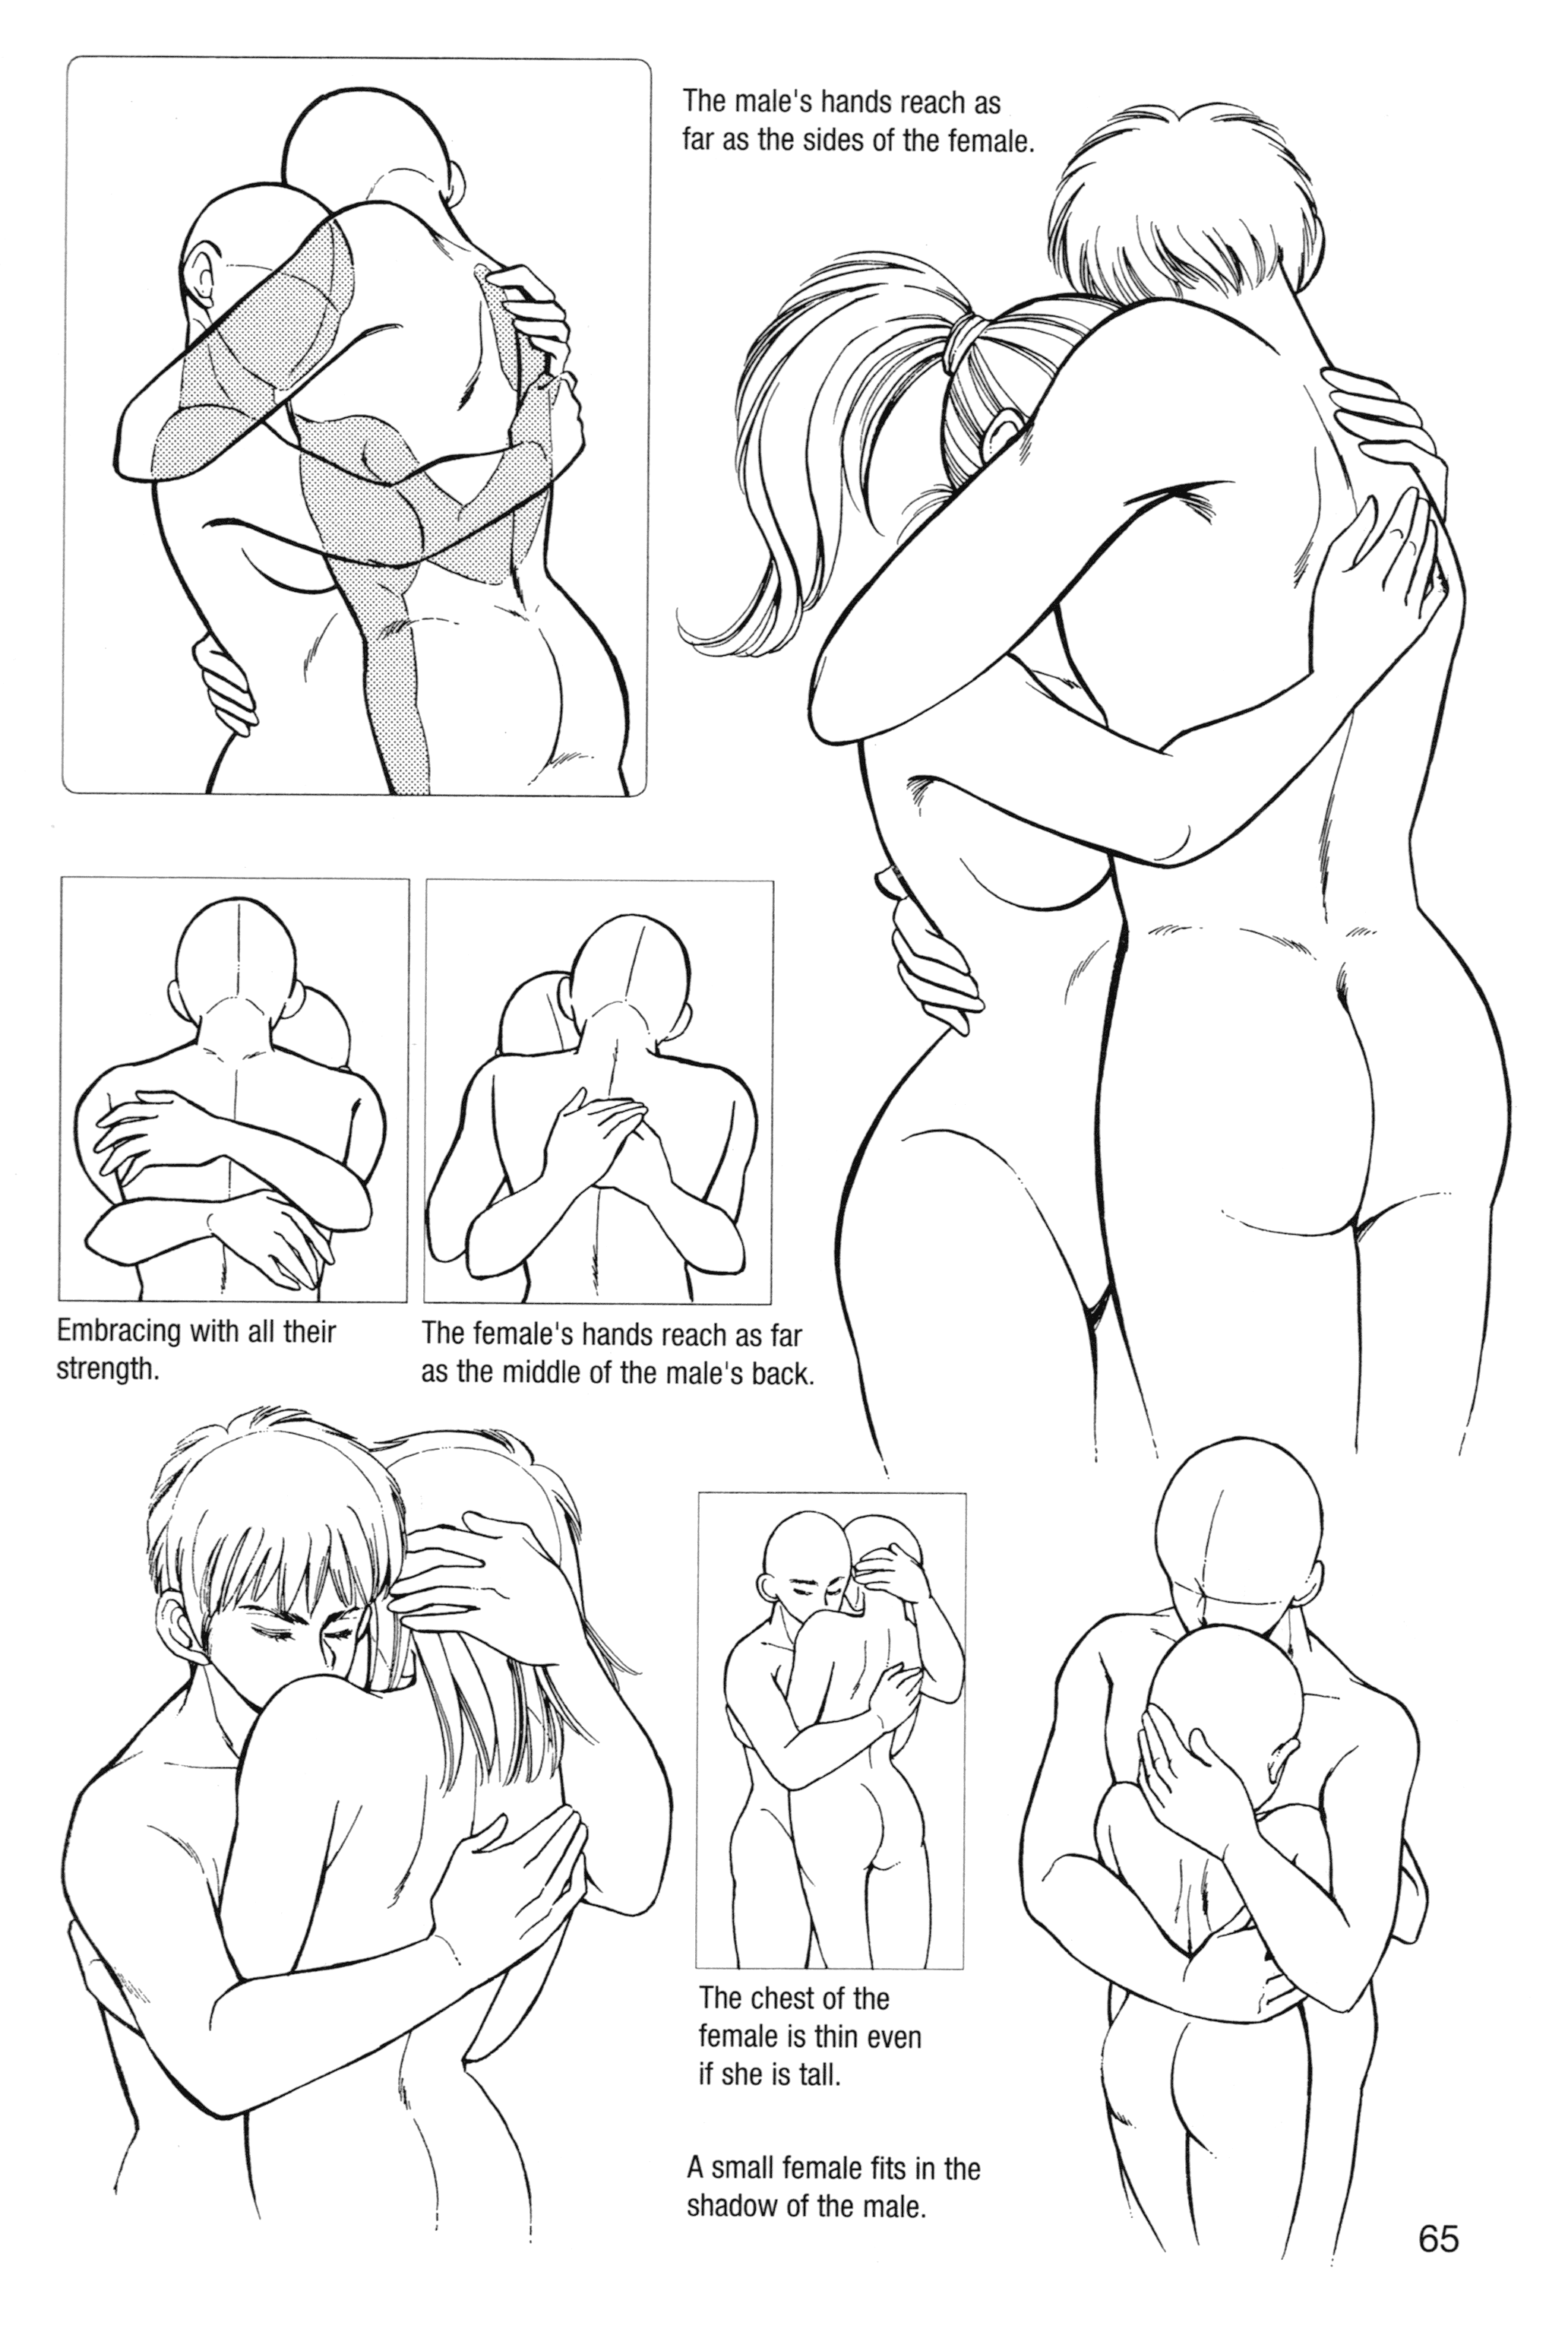 The male's hands reach as
far as the sides of the female.
Embracing with all their
strength.
The female's hands reach as far
as the middle of the male's back.
The chest of the
female is thin even
if she is tall.
A small female fits in the
shadow of the male.
65